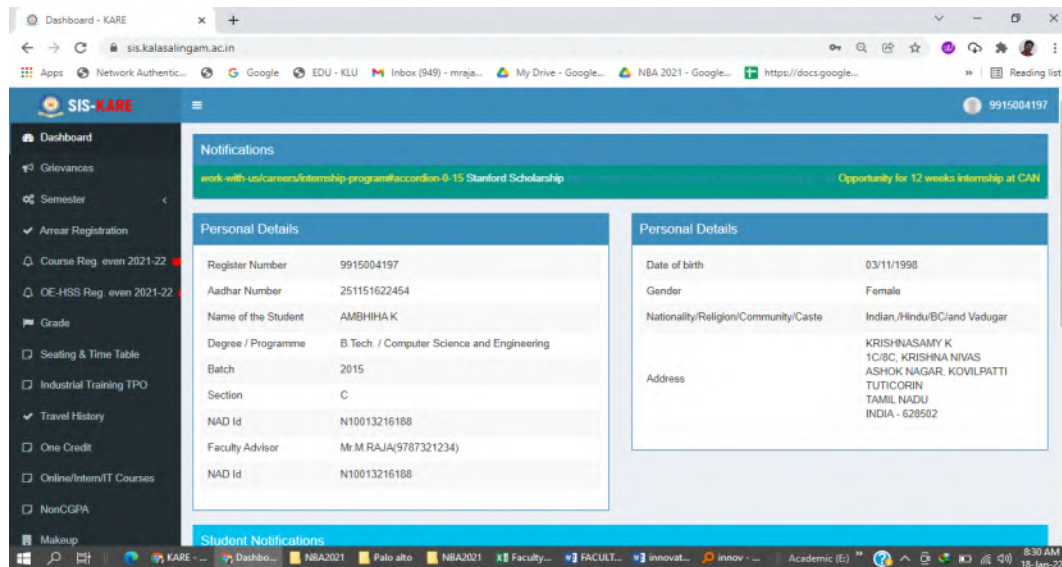 Dashboard - KARE
sis.kalasalingam.ac.in
Apps Network Authentic... Google EDU - KLU Inbox (949) - mraja... My Drive - Google... NBA 2021 - Google... https://docs.google... » Reading list
SIS-KARE 9915004197
Dashboard
Grievances
Semester
Arrear Registration
Course Reg. even 2021-22
OE-HSS Reg. even 2021-22
Grade
Seating & Time Table
Industrial Training TPO
Travel History
One Credit
Online/Intern/IT Courses
NonCGPA
Makeup
Notifications
work-with-us/careers/internship-program#accordion-0-15 Stanford Scholarship Opportunity for 12 weeks internship at CAN
Personal Details
Register Number 9915004197
Aadhar Number 251151622454
Name of the Student AMBHIHA K
Degree / Programme B.Tech. / Computer Science and Engineering
Batch 2015
Section C
NAD Id N10013216188
Faculty Advisor Mr.M.RAJA(9787321234)
NAD Id N10013216188
Personal Details
Date of birth 03/11/1998
Gender Female
Nationality/Religion/Community/Caste Indian,/Hindu/BC/and Vadugar
Address KRISHNASAMY K
1C/8C, KRISHNA NIVAS
ASHOK NAGAR, KOVILPATTI
TUTICORIN
TAMIL NADU
INDIA - 628502
Student Notifications
KARE - ... Dashbo... NBA2021 Palo alto NBA2021 Faculty... FACULT... innovat... innov - ... Academic (E:) » 8:30 AM
18-Jan-2